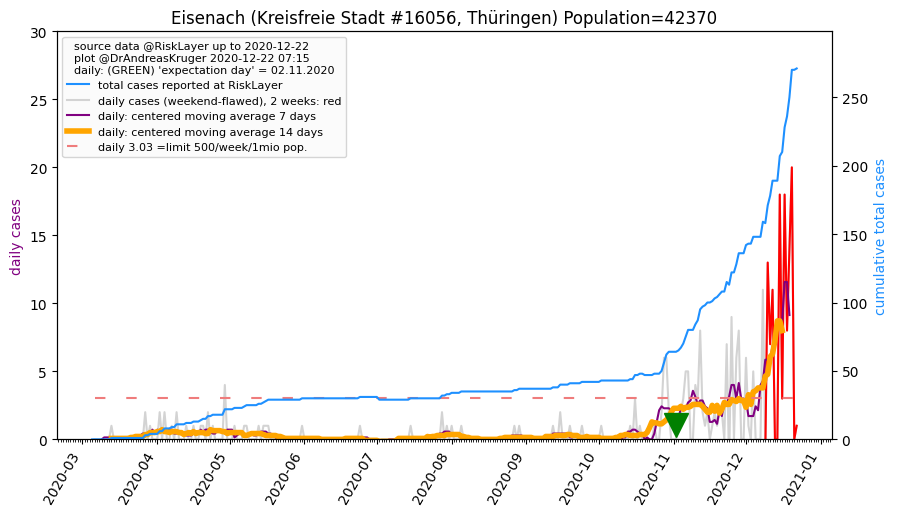 Eisenach (Kreisfreie Stadt #16056, Thüringen) Population=42370
source data @RiskLayer up to 2020-12-22
plot @DrAndreasKruger 2020-12-22 07:15
daily: (GREEN) 'expectation day' = 02.11.2020
total cases reported at RiskLayer
daily cases (weekend-flawed), 2 weeks: red
daily: centered moving average 7 days
daily: centered moving average 14 days
daily 3.03 =limit 500/week/1mio pop.
daily cases
30
25
20
15
10
5
0
cumulative total cases
250
200
150
100
50
0
2020-03
2020-04
2020-05
2020-06
2020-07
2020-08
2020-09
2020-10
2020-11
2020-12
2021-01